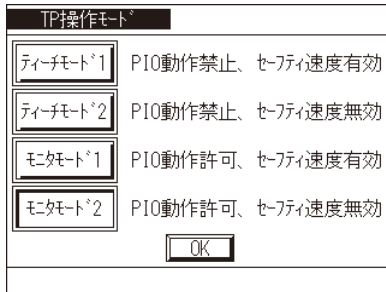 TP操作ﾓｰﾄﾞ
ﾃｨｰﾁﾓｰﾄﾞ1 PIO動作禁止、ｾｰﾌﾃｨ速度有効
ﾃｨｰﾁﾓｰﾄﾞ2 PIO動作禁止、ｾｰﾌﾃｨ速度無効
ﾓﾆﾀﾓｰﾄﾞ1 PIO動作許可、ｾｰﾌﾃｨ速度有効
ﾓﾆﾀﾓｰﾄﾞ2 PIO動作許可、ｾｰﾌﾃｨ速度無効
OK